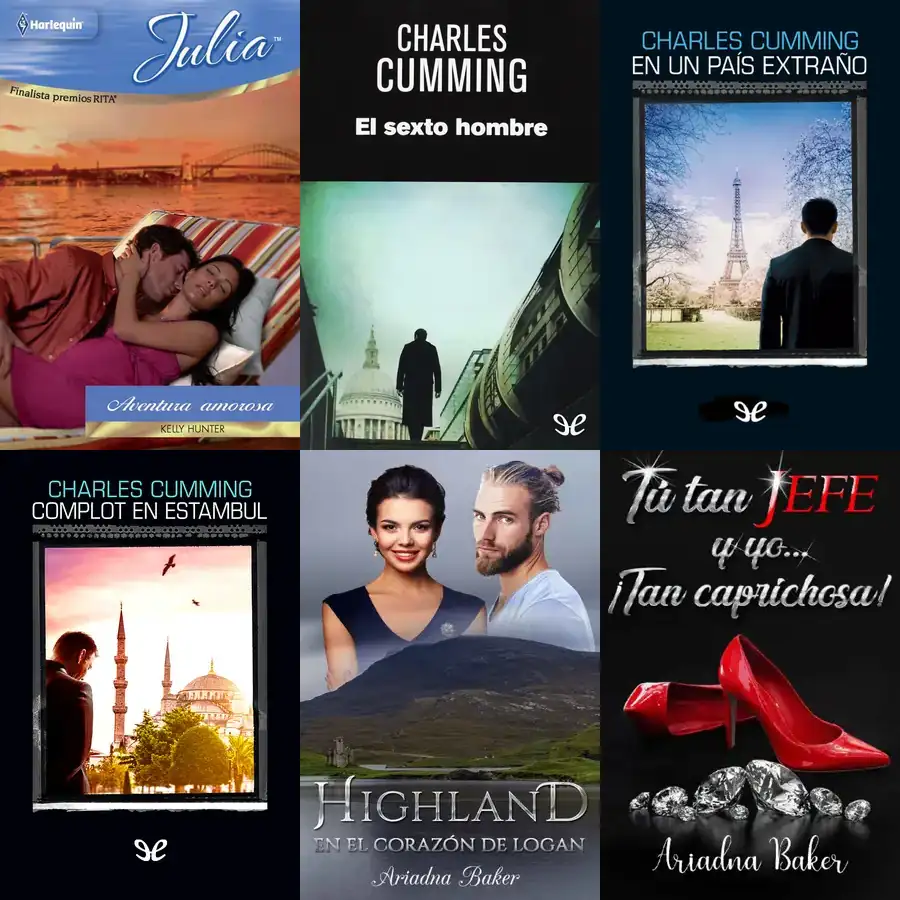 Harlequin™
Julia™
Finalista premios RITA®
Aventura amorosa
KELLY HUNTER
CHARLES
CUMMING
El sexto hombre
CHARLES CUMMING
EN UN PAÍS EXTRAÑO
CHARLES CUMMING
COMPLOT EN ESTAMBUL
HIGHLAND
EN EL CORAZÓN DE LOGAN
Ariadna Baker
Tú tan JEFE
y yo...
¡Tan caprichosa!
Ariadna Baker